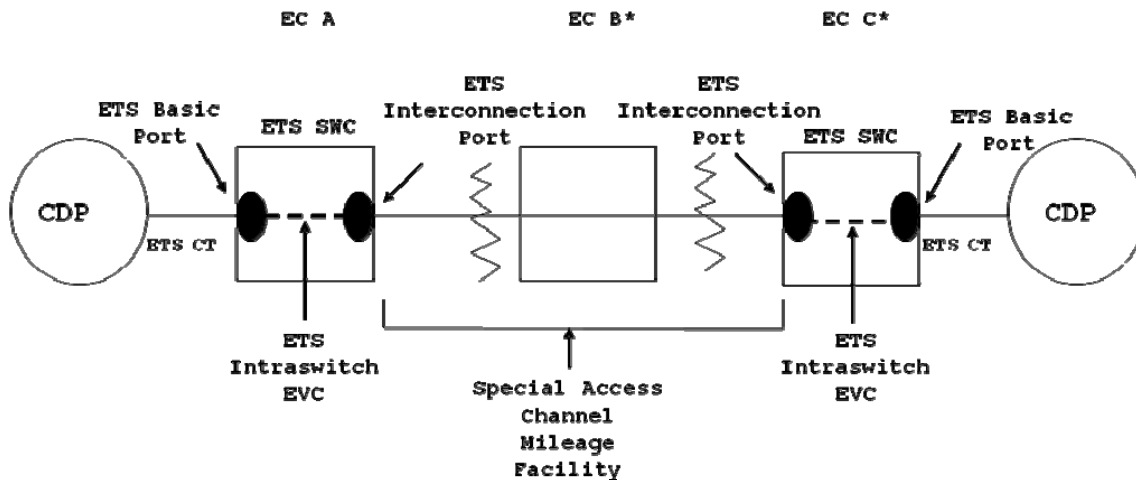 EC A
EC B*
EC C*
ETS Basic
Port
ETS SWC
ETS
Interconnection
Port
ETS
Interconnection
Port
ETS SWC
ETS Basic
Port
CDP
ETS CT
ETS CT
CDP
ETS
Intraswitch
EVC
Special Access
Channel
Mileage
Facility
ETS
Intraswitch
EVC